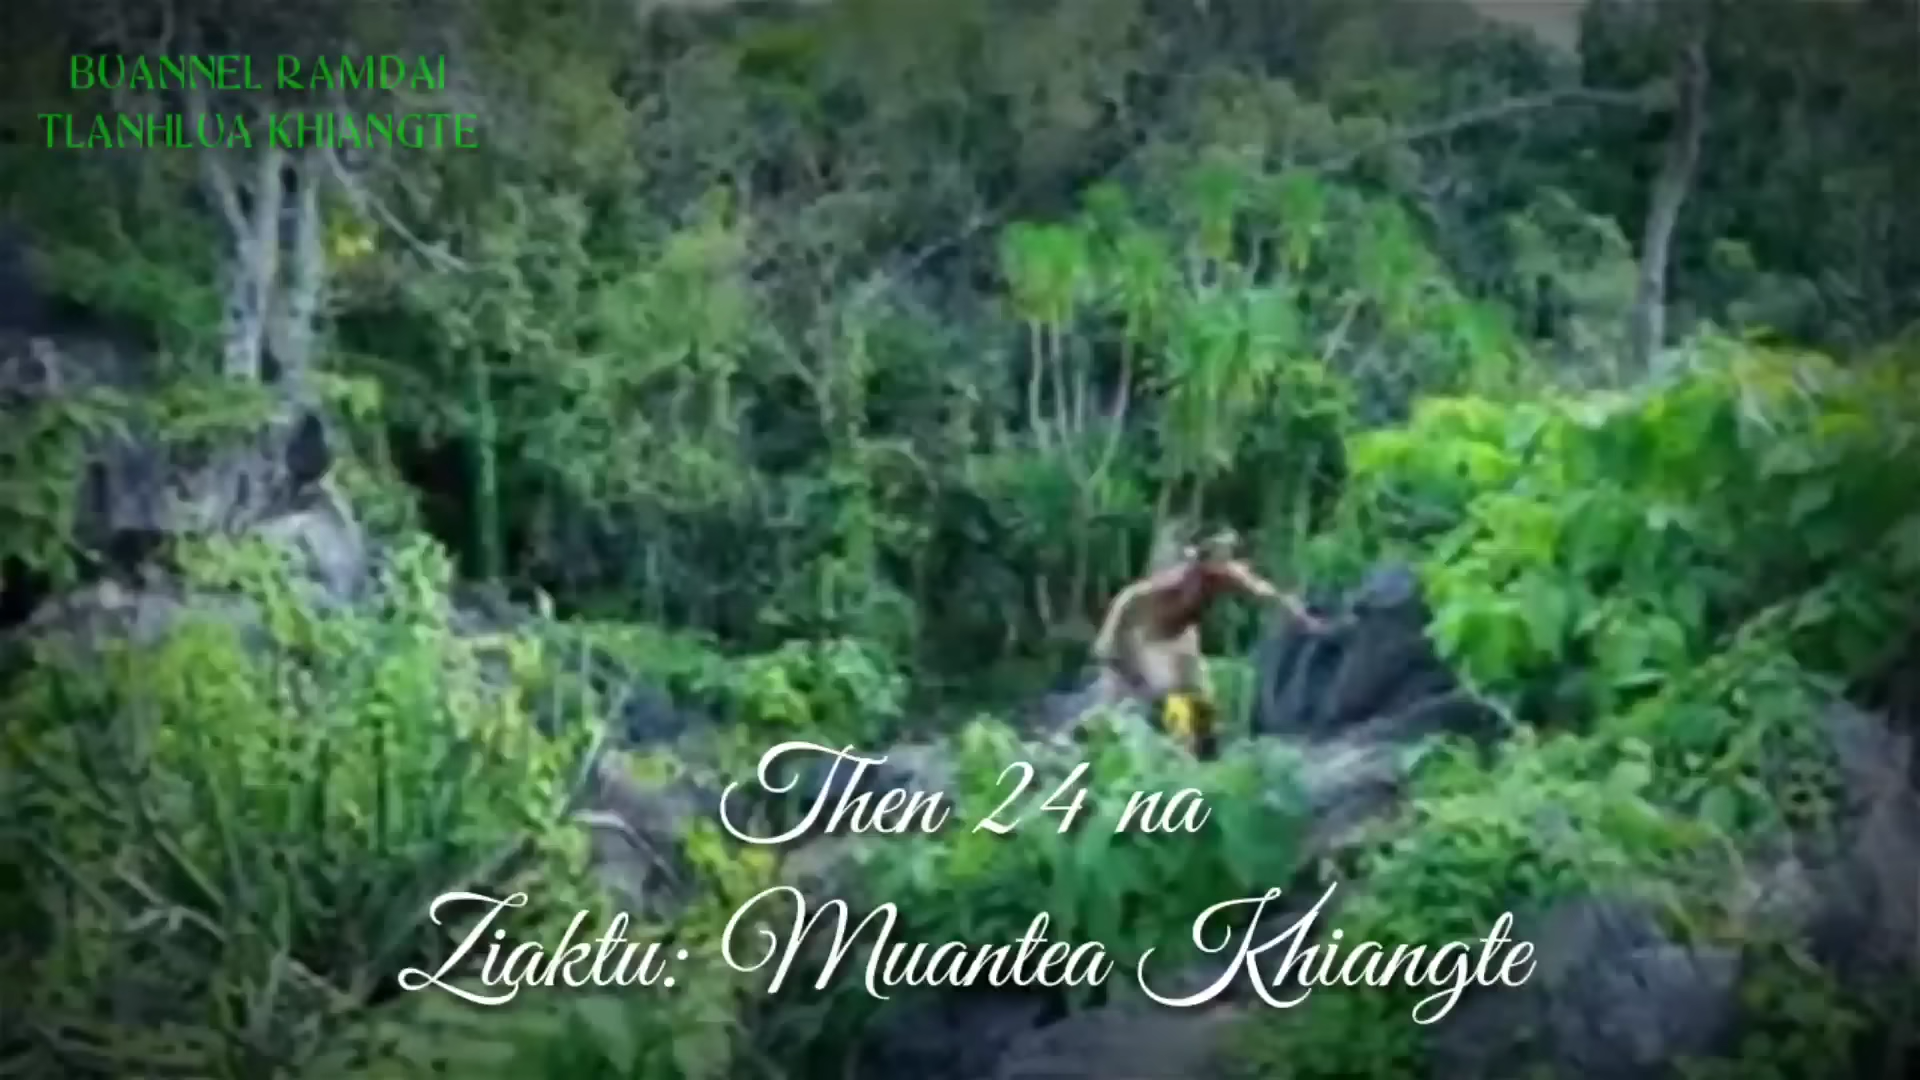 BUANNEL RAMDAI
TLANHLUA KHIANGTE
Then 24 na
Ziaktu: Muantea Khiangte